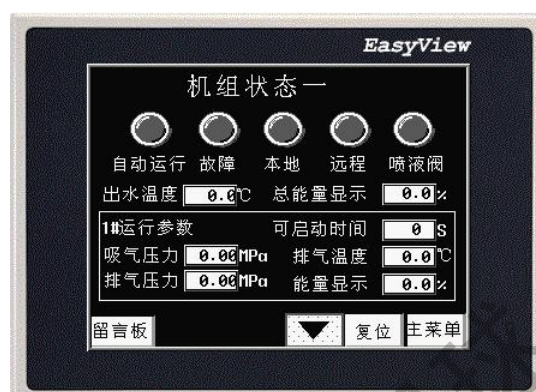 EasyView
机组状态一
自动运行 故障 本地 远程 喷液阀
出水温度 0.0℃ 总能量显示 0.0%
1#运行参数 可启动时间 0 S
吸气压力 0.00MPa 排气温度 0.0℃
排气压力 0.00MPa 能量显示 0.0%
留言板 复位 主菜单